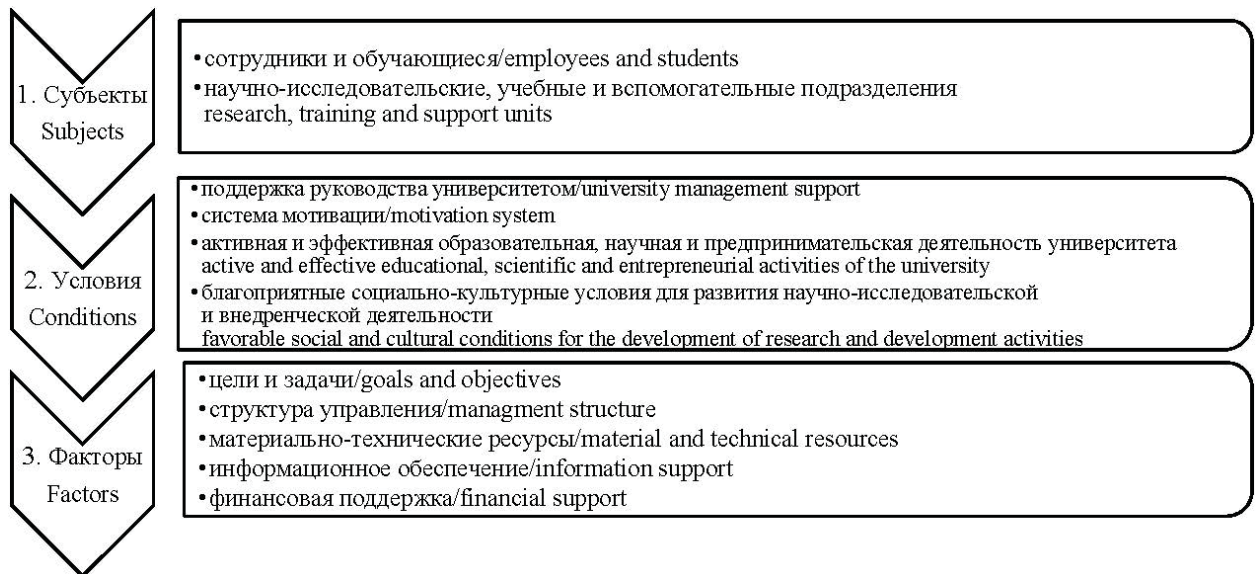 1. Субъекты
Subjects
•сотрудники и обучающиеся/employees and students
•научно-исследовательские, учебные и вспомогательные подразделения
research, training and support units
2. Условия
Conditions
•поддержка руководства университетом/university management support
•система мотивации/motivation system
•активная и эффективная образовательная, научная и предпринимательская деятельность университета
active and effective educational, scientific and entrepreneurial activities of the university
•благоприятные социально-культурные условия для развития научно-исследовательской
и внедренческой деятельности
favorable social and cultural conditions for the development of research and development activities
3. Факторы
Factors
•цели и задачи/goals and objectives
•структура управления/managment structure
•материально-технические ресурсы/material and technical resources
•информационное обеспечение/information support
•финансовая поддержка/financial support